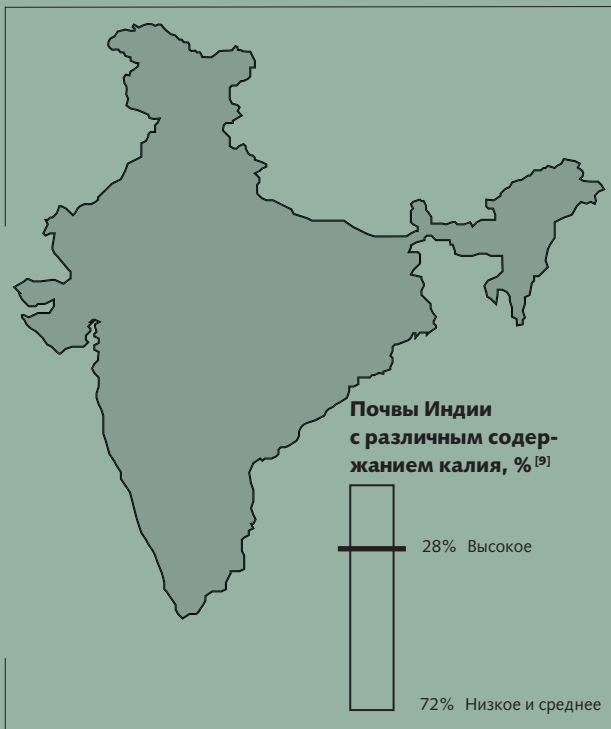 Почвы Индии
с различным содер-
жанием калия, % [9]
28% Высокое
72% Низкое и среднее